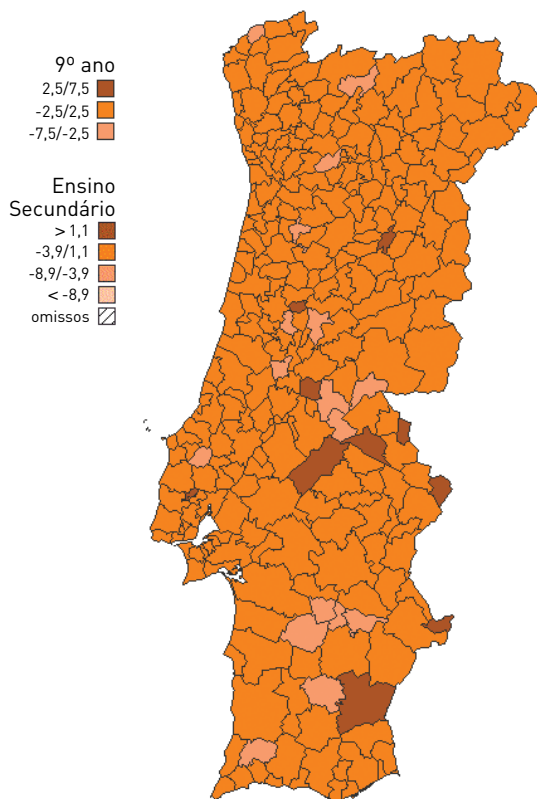 9º ano
2,5/7,5
-2,5/2,5
-7,5/-2,5
Ensino
Secundário
> 1,1
-3,9/1,1
-8,9/-3,9
< -8,9
omissos